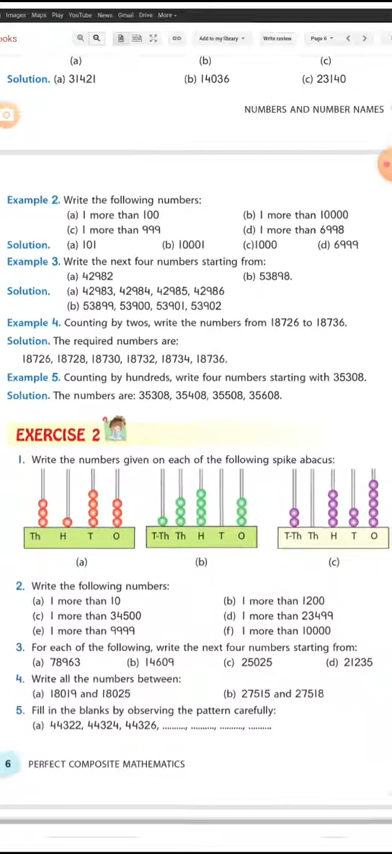 Images Maps Play YouTube News Gmail Drive More
ooks
Add to my library Write review Page 6
(a) (b) (c)
Solution. (a) 31421 (b) 14036 (c) 23140
NUMBERS AND NUMBER NAMES
Example 2. Write the following numbers:
(a) 1 more than 100 (b) 1 more than 10000
(c) 1 more than 999 (d) 1 more than 6998
Solution. (a) 101 (b) 10001 (c)1000 (d) 6999
Example 3. Write the next four numbers starting from:
(a) 42982 (b) 53898.
Solution. (a) 42983, 42984, 42985, 42986
(b) 53899, 53900, 53901, 53902
Example 4. Counting by twos, write the numbers from 18726 to 18736.
Solution. The required numbers are:
18726, 18728, 18730, 18732, 18734, 18736.
Example 5. Counting by hundreds, write four numbers starting with 35308.
Solution. The numbers are: 35308, 35408, 35508, 35608.
EXERCISE 2
1. Write the numbers given on each of the following spike abacus:
Th H T O T-Th Th H T O T-Th Th H T O
(a) (b) (c)
2. Write the following numbers:
(a) 1 more than 10 (b) 1 more than 1200
(c) 1 more than 34500 (d) 1 more than 23499
(e) 1 more than 9999 (f) 1 more than 10000
3. For each of the following, write the next four numbers starting from:
(a) 78963 (b) 14609 (c) 25025 (d) 21235
4. Write all the numbers between:
(a) 18019 and 18025 (b) 27515 and 27518
5. Fill in the blanks by observing the pattern carefully:
(a) 44322, 44324, 44326, .........., .........., .........., ..........
6 PERFECT COMPOSITE MATHEMATICS